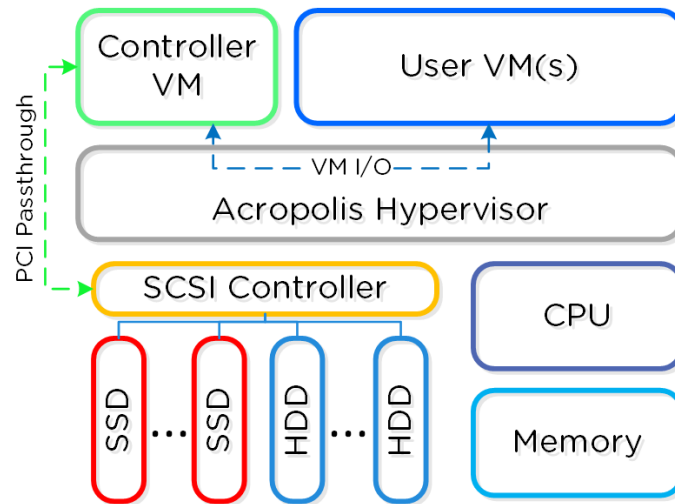 Controller
VM
User VM(s)
PCI Passthrough
VM I/O
Acropolis Hypervisor
SCSI Controller
CPU
SSD
...
SSD
HDD
...
HDD
Memory